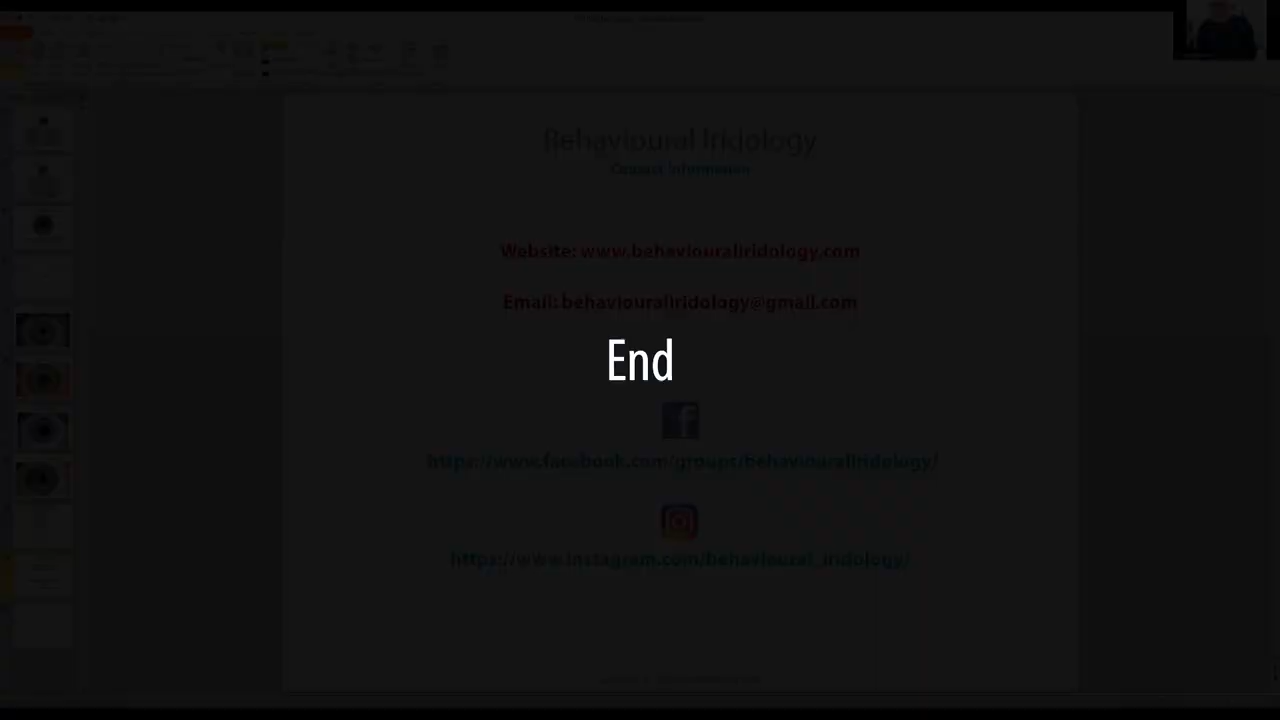 Behavioural Iridology
Contact Information
Website: www.behaviouraliridology.com
Email: behaviouraliridology@gmail.com
End
https://www.facebook.com/groups/behaviouraliridology/
https://www.instagram.com/behavioural_iridology/